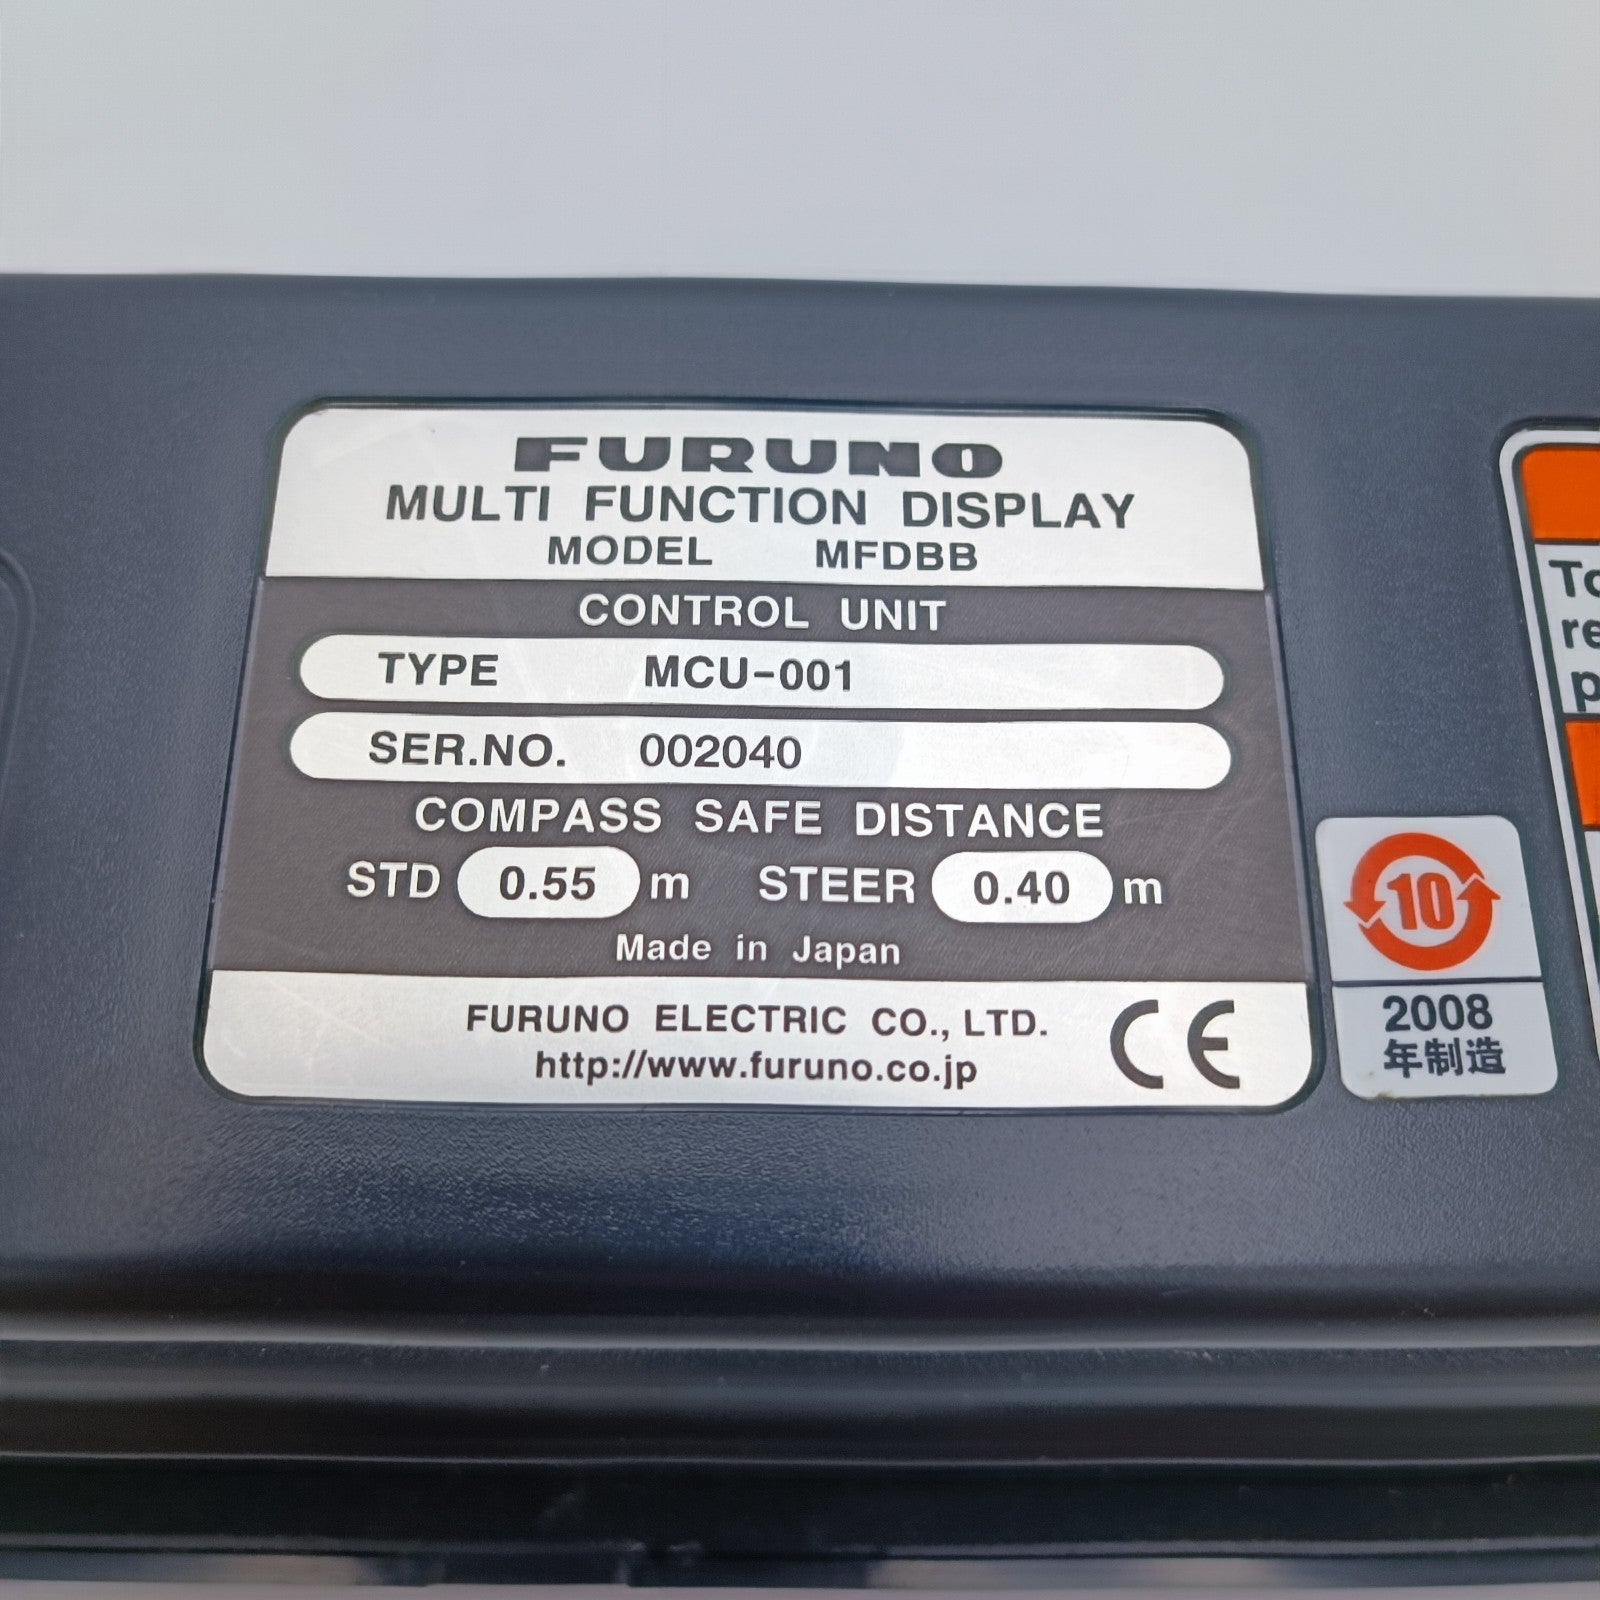 FURUNO
MULTI FUNCTION DISPLAY
MODEL MFDBB
CONTROL UNIT
TYPE MCU-001
SER.NO. 002040
COMPASS SAFE DISTANCE
STD 0.55 m STEER 0.40 m
Made in Japan
FURUNO ELECTRIC CO., LTD.
http://www.furuno.co.jp
CE
10
2008
年制造
To
re